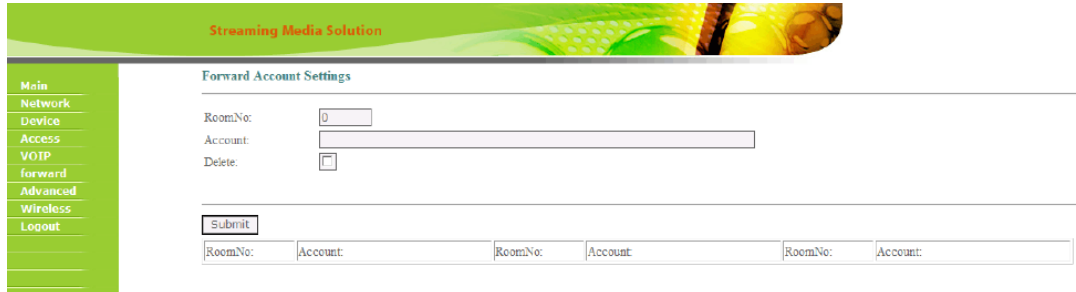 Streaming Media Solution
Main
Network
Device
Access
VOIP
forward
Advanced
Wireless
Logout
Forward Account Settings
RoomNo: 0
Account:
Delete:
Submit
RoomNo: Account: RoomNo: Account: RoomNo: Account: